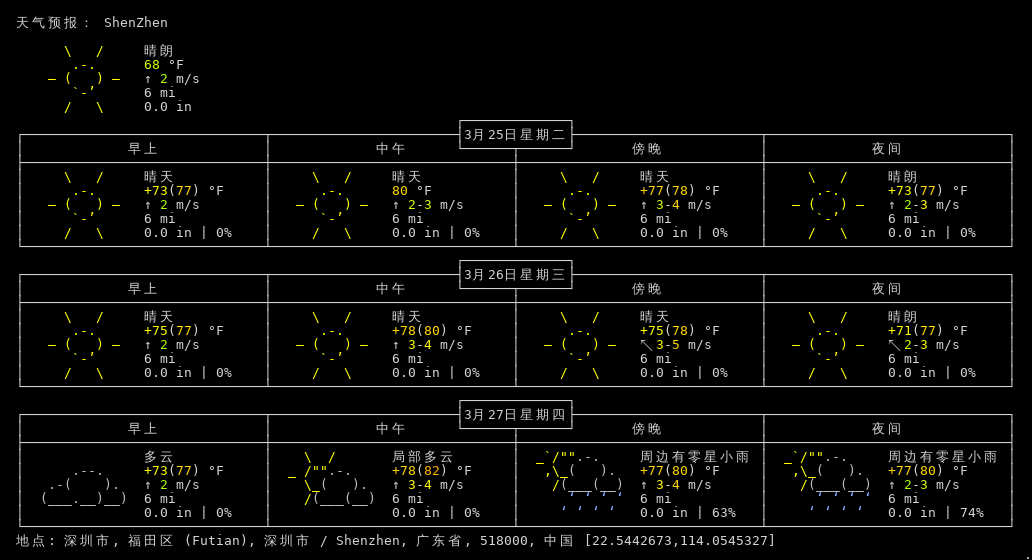 天气预报： ShenZhen
晴朗
68 °F
↑ 2 m/s
6 mi
0.0 in
3月25日星期二
早上 中午 傍晚 夜间
晴天 晴天 晴天 晴朗
+73(77) °F 80 °F +77(78) °F +73(77) °F
↑ 2 m/s ↑ 2-3 m/s ↑ 3-4 m/s ↑ 2-3 m/s
6 mi 6 mi 6 mi 6 mi
0.0 in | 0% 0.0 in | 0% 0.0 in | 0% 0.0 in | 0%
3月26日星期三
早上 中午 傍晚 夜间
晴天 晴天 晴天 晴朗
+75(77) °F +78(80) °F +75(78) °F +71(77) °F
↑ 2 m/s ↑ 3-4 m/s ↖ 3-5 m/s ↖ 2-3 m/s
6 mi 6 mi 6 mi 6 mi
0.0 in | 0% 0.0 in | 0% 0.0 in | 0% 0.0 in | 0%
3月27日星期四
早上 中午 傍晚 夜间
多云 局部多云 周边有零星小雨 周边有零星小雨
+73(77) °F +78(82) °F +77(80) °F +77(80) °F
↑ 2 m/s ↑ 3-4 m/s ↑ 3-4 m/s ↑ 2-3 m/s
6 mi 6 mi 6 mi 6 mi
0.0 in | 0% 0.0 in | 0% 0.0 in | 63% 0.0 in | 74%
地点: 深圳市, 福田区 (Futian), 深圳市 / Shenzhen, 广东省, 518000, 中国 [22.5442673,114.0545327]